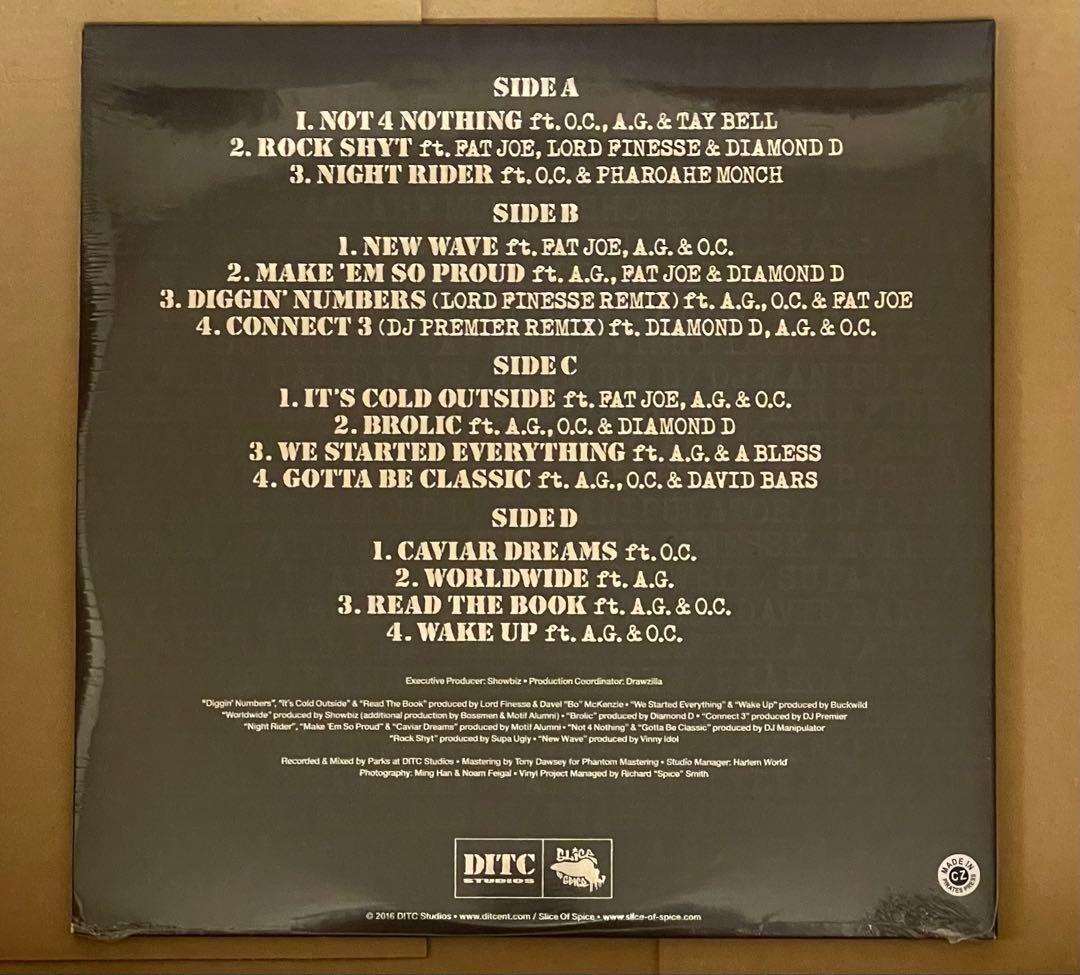 SIDE A
1. NOT 4 NOTHING ft. O.C., A.G. & TAY BELL
2. ROCK SHYT ft. FAT JOE, LORD FINESSE & DIAMOND D
3. NIGHT RIDER ft. O.C. & PHAROAHE MONCH
SIDE B
1. NEW WAVE ft. FAT JOE, A.G. & O.C.
2. MAKE 'EM SO PROUD ft. A.G., FAT JOE & DIAMOND D
3. DIGGIN' NUMBERS (LORD FINESSE REMIX) ft. A.G., O.C. & FAT JOE
4. CONNECT 3 (DJ PREMIER REMIX) ft. DIAMOND D, A.G. & O.C.
SIDE C
1. IT'S COLD OUTSIDE ft. FAT JOE, A.G. & O.C.
2. BROLIC ft. A.G., O.C. & DIAMOND D
3. WE STARTED EVERYTHING ft. A.G. & A BLESS
4. GOTTA BE CLASSIC ft. A.G., O.C. & DAVID BARS
SIDE D
1. CAVIAR DREAMS ft. O.C.
2. WORLDWIDE ft. A.G.
3. READ THE BOOK ft. A.G. & O.C.
4. WAKE UP ft. A.G. & O.C.
Executive Producer: Showbiz • Production Coordinator: Drawzilla
"Diggin' Numbers", "It's Cold Outside" & "Read The Book" produced by Lord Finesse & Davel "Bo" McKenzie • "We Started Everything" & "Wake Up" produced by Buckwild
"Worldwide" produced by Showbiz (additional production by Bossmen & Motif Alumni) • "Brolic" produced by Diamond D • "Connect 3" produced by DJ Premier
"Night Rider", "Make 'Em So Proud" & "Caviar Dreams" produced by Motif Alumni • "Not 4 Nothing" & "Gotta Be Classic" produced by DJ Manipulator
"Rock Shyt" produced by Supa Ugly • "New Wave" produced by Vinny Idol
Recorded & Mixed by Parks at DITC Studios • Mastering by Tony Dawsey for Phantom Mastering • Studio Manager: Harlem World
Photography: Ming Han & Noam Feigal • Vinyl Project Managed by Richard "Spice" Smith
DITC
STUDIOS
SLICE
OF SPICE
MADE IN
CZ
PIRATES PRESS
© 2016 DITC Studios • www.ditcent.com / Slice Of Spice • www.slice-of-spice.com